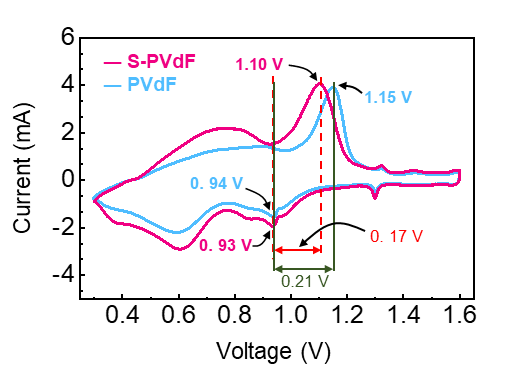 6
4
2
0
-2
-4
Current (mA)
S-PVdF
PVdF
1.10 V
1.15 V
0. 94 V
0. 93 V
0. 17 V
0.21 V
0.4 0.6 0.8 1.0 1.2 1.4 1.6
Voltage (V)